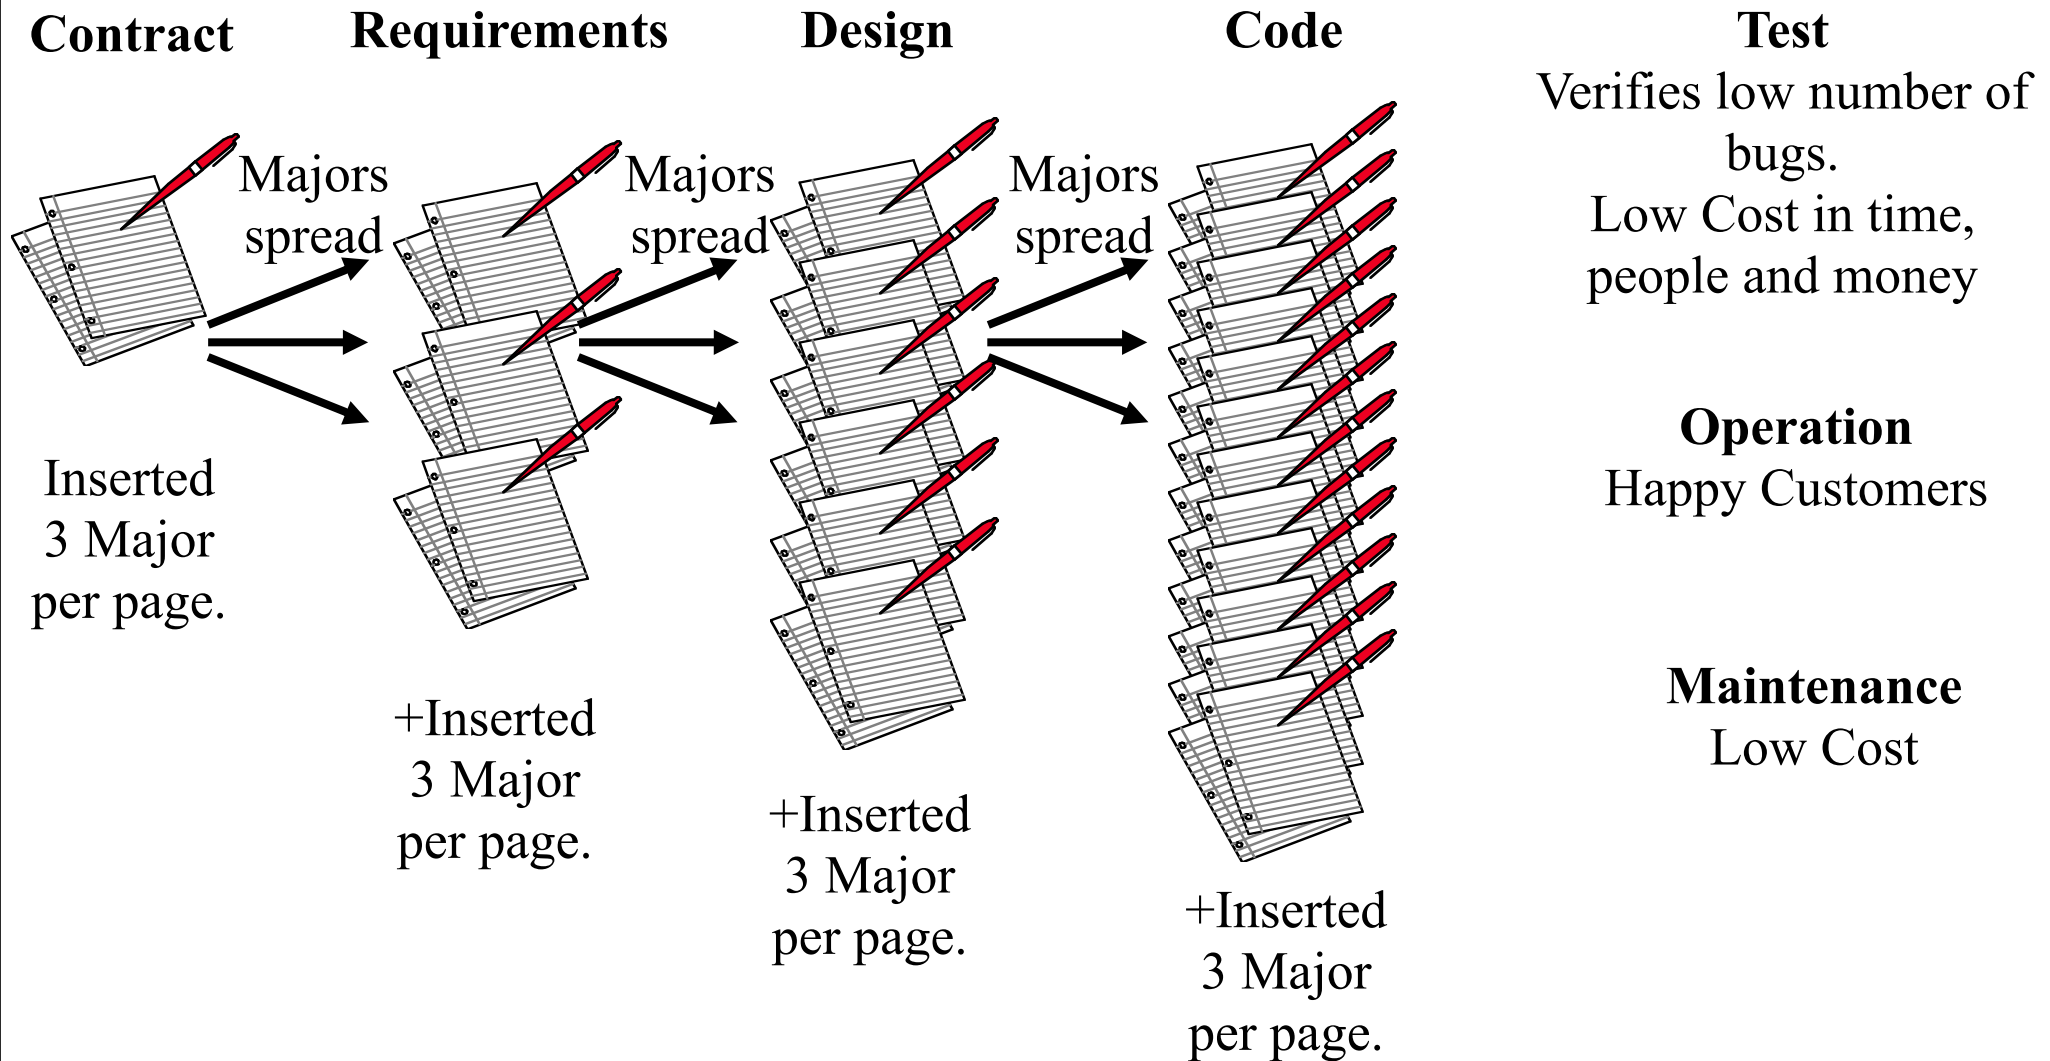 Contract
Requirements
Design
Code
Test
Verifies low number of
bugs.
Low Cost in time,
people and money
Majors
spread
Majors
spread
Majors
spread
Operation
Happy Customers
Inserted
3 Major
per page.
Maintenance
Low Cost
+Inserted
3 Major
per page.
+Inserted
3 Major
per page.
+Inserted
3 Major
per page.